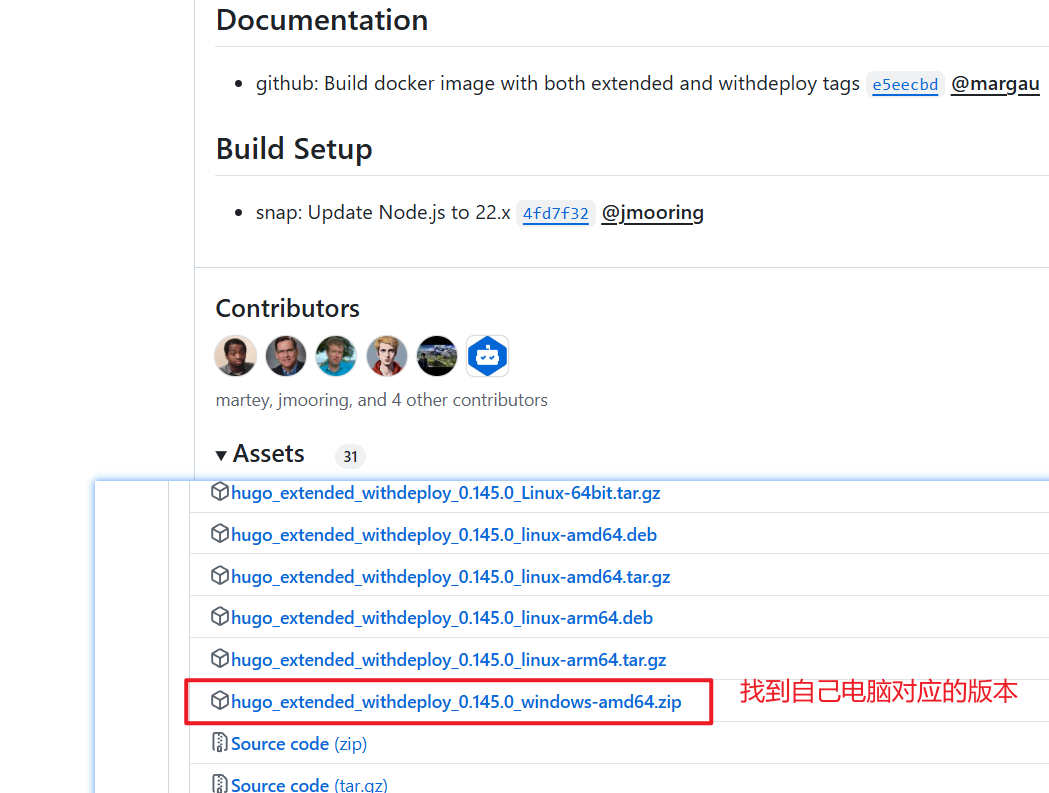 Documentation
github: Build docker image with both extended and withdeploy tags e5eecbd @margau
Build Setup
snap: Update Node.js to 22.x 4fd7f32 @jmooring
Contributors
martey, jmooring, and 4 other contributors
Assets 31
hugo_extended_withdeploy_0.145.0_Linux-64bit.tar.gz
hugo_extended_withdeploy_0.145.0_linux-amd64.deb
hugo_extended_withdeploy_0.145.0_linux-amd64.tar.gz
hugo_extended_withdeploy_0.145.0_linux-arm64.deb
hugo_extended_withdeploy_0.145.0_linux-arm64.tar.gz
hugo_extended_withdeploy_0.145.0_windows-amd64.zip 找到自己电脑对应的版本
Source code (zip)
Source code (tar.gz)